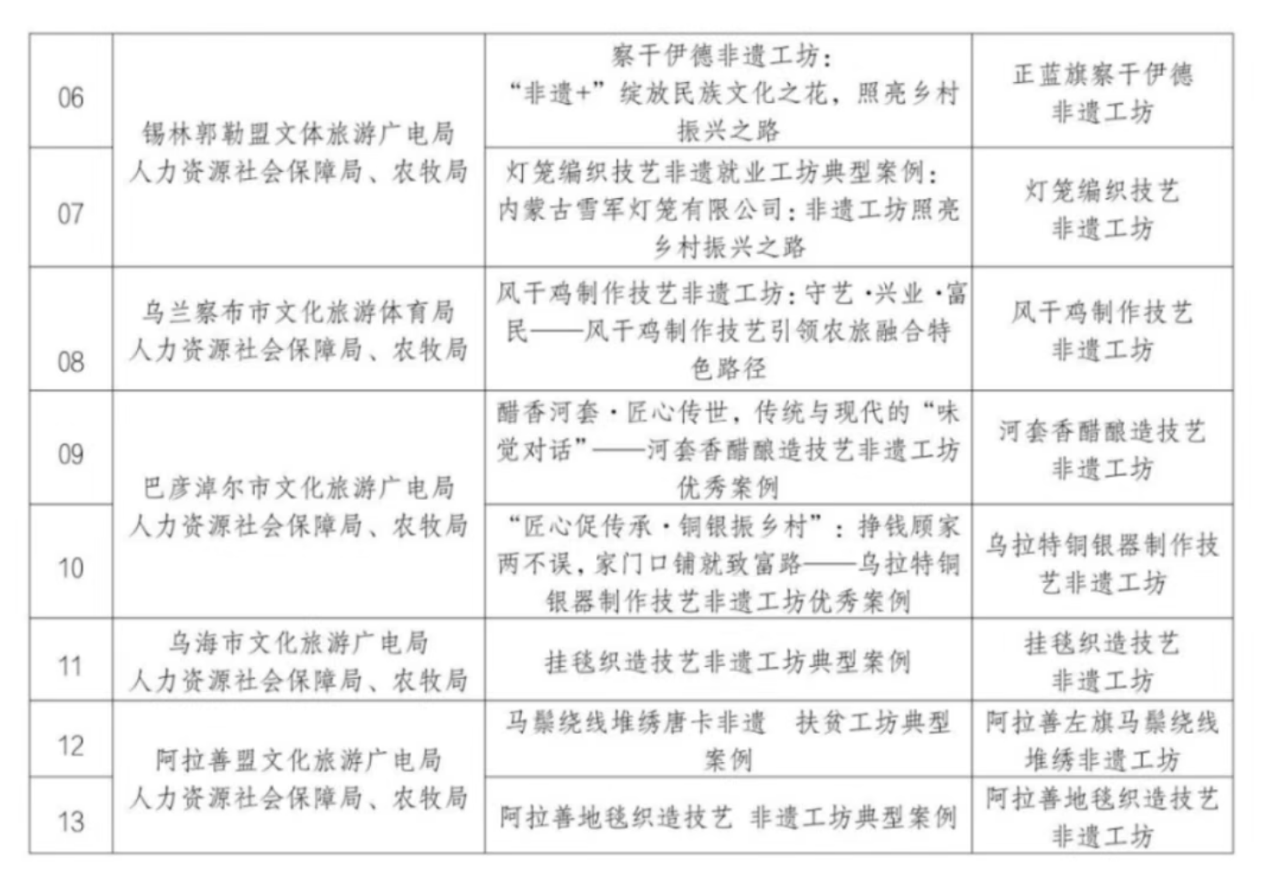 06
锡林郭勒盟文体旅游广电局
人力资源社会保障局、农牧局
察干伊德非遗工坊：
“非遗+”绽放民族文化之花，照亮乡村
振兴之路
正蓝旗察干伊德
非遗工坊
07
灯笼编织技艺非遗就业工坊典型案例：
内蒙古雪军灯笼有限公司：非遗工坊照亮
乡村振兴之路
灯笼编织技艺
非遗工坊
08
乌兰察布市文化旅游体育局
人力资源社会保障局、农牧局
风干鸡制作技艺非遗工坊：守艺·兴业·富
民——风干鸡制作技艺引领农旅融合特
色路径
风干鸡制作技艺
非遗工坊
09
巴彦淖尔市文化旅游广电局
人力资源社会保障局、农牧局
醋香河套·匠心传世，传统与现代的“味
觉对话”——河套香醋酿造技艺非遗工坊
优秀案例
河套香醋酿造技艺
非遗工坊
10
“匠心促传承·铜银振乡村”：挣钱顾家
两不误，家门口铺就致富路——乌拉特铜
银器制作技艺非遗工坊优秀案例
乌拉特铜银器制作技
艺非遗工坊
11
乌海市文化旅游广电局
人力资源社会保障局、农牧局
挂毯织造技艺非遗工坊典型案例
挂毯织造技艺
非遗工坊
12
阿拉善盟文化旅游广电局
人力资源社会保障局、农牧局
马鬃绕线堆绣唐卡非遗　扶贫工坊典型
案例
阿拉善左旗马鬃绕线
堆绣非遗工坊
13
阿拉善地毯织造技艺 非遗工坊典型案例
阿拉善地毯织造技艺
非遗工坊